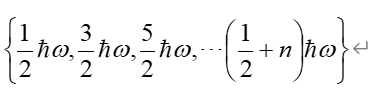 {1/2 ℏω, 3/2 ℏω, 5/2 ℏω, ⋯(1/2 + n)ℏω}↵